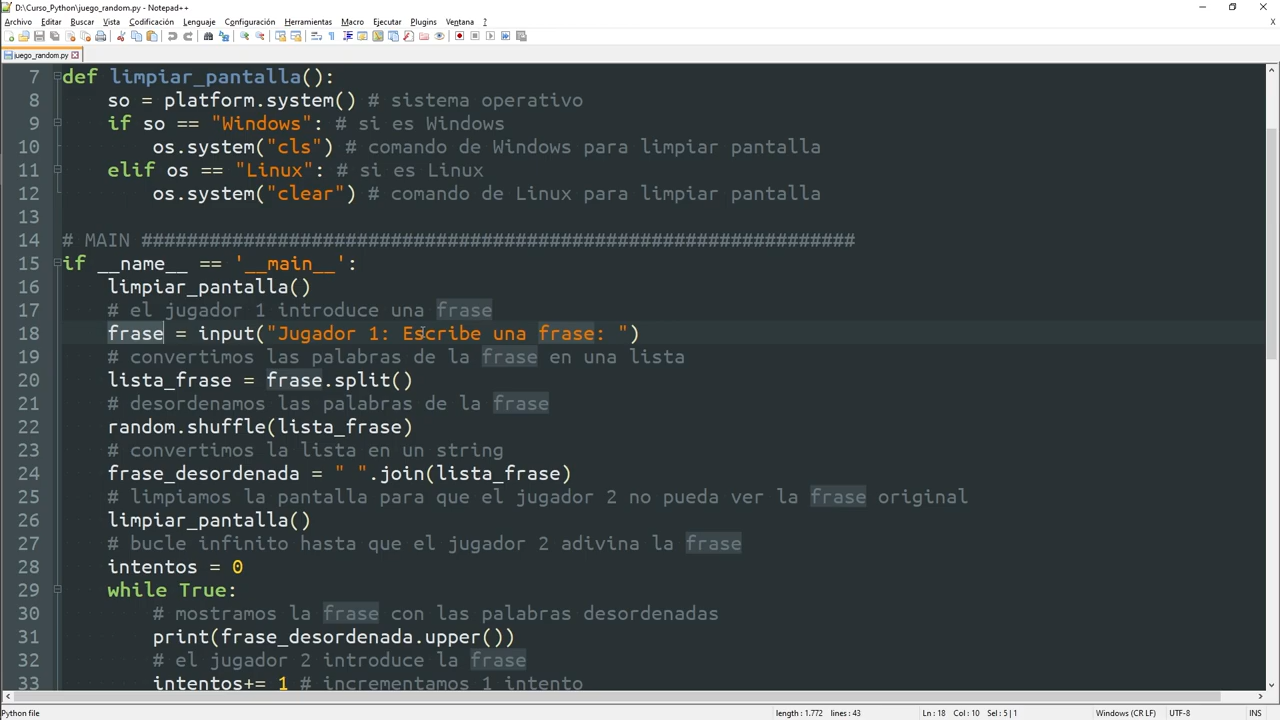 D:\Curso_Python\juego_random.py - Notepad++
Archivo Editar Buscar Vista Codificación Lenguaje Configurar Herramientas Macro Ejecutar Plugins Ventana ?
juego_random.py
7 def limpiar_pantalla():
8 so = platform.system() # sistema operativo
9 if so == "Windows": # si es Windows
10 os.system("cls") # comando de Windows para limpiar pantalla
11 elif os == "Linux": # si es Linux
12 os.system("clear") # comando de Linux para limpiar pantalla
13
14 # MAIN ###############################################################
15 if __name__ == '__main__':
16 limpiar_pantalla()
17 # el jugador 1 introduce una frase
18 frase = input("Jugador 1: Escribe una frase: ")
19 # convertimos las palabras de la frase en una lista
20 lista_frase = frase.split()
21 # desordenamos las palabras de la frase
22 random.shuffle(lista_frase)
23 # convertimos la lista en un string
24 frase_desordenada = " ".join(lista_frase)
25 # limpiamos la pantalla para que el jugador 2 no pueda ver la frase original
26 limpiar_pantalla()
27 # bucle infinito hasta que el jugador 2 adivina la frase
28 intentos = 0
29 while True:
30 # mostramos la frase con las palabras desordenadas
31 print(frase_desordenada.upper())
32 # el jugador 2 introduce la frase
33 intentos+= 1 # incrementamos 1 intento
Python file length : 1.772 lines : 43 Ln : 18 Col : 10 Sel : 5 | 1 Windows (CR LF) UTF-8 INS